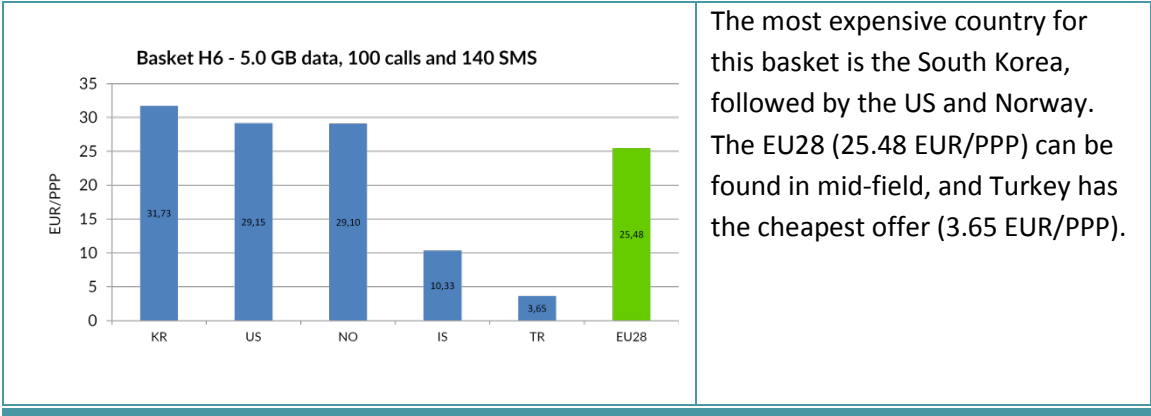 Basket H6 - 5.0 GB data, 100 calls and 140 SMS
EUR/PPP
35
30
25
20
15
10
5
0
31,73
29,15
29,10
10,33
3,65
25,48
KR
US
NO
IS
TR
EU28
The most expensive country for
this basket is the South Korea,
followed by the US and Norway.
The EU28 (25.48 EUR/PPP) can be
found in mid-field, and Turkey has
the cheapest offer (3.65 EUR/PPP).